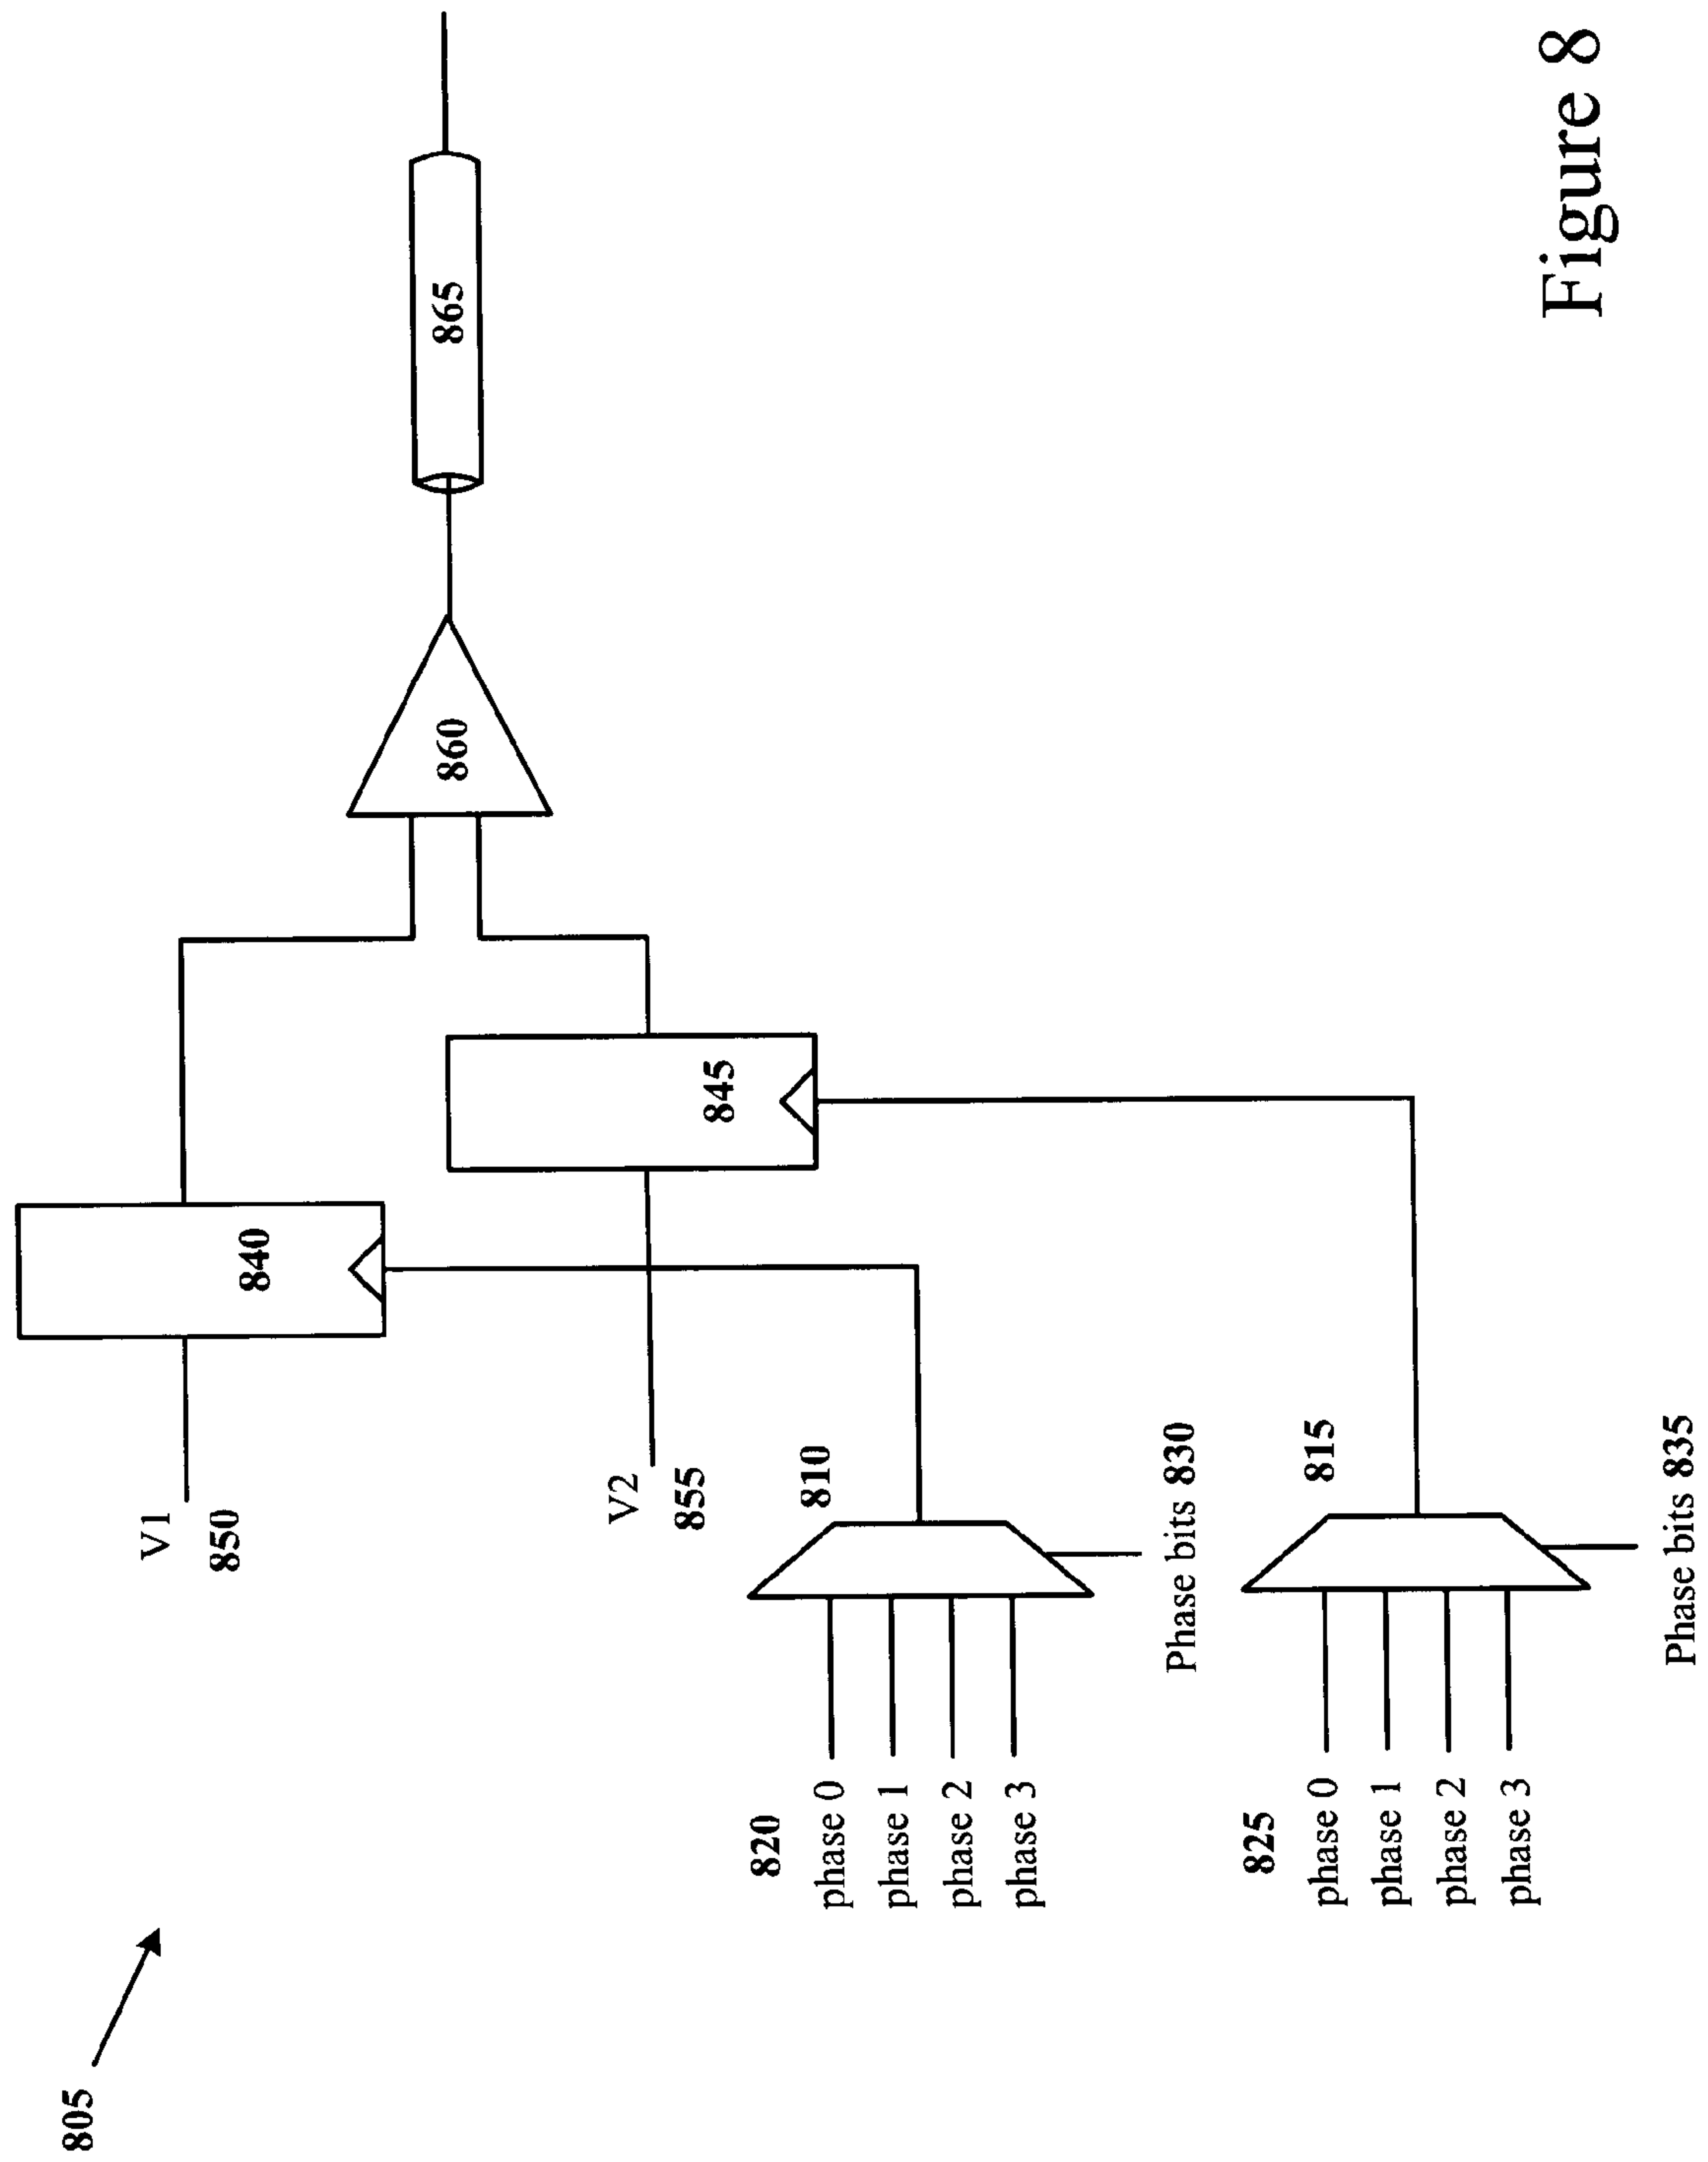 805
V1
850
840
V2
855
845
860
865
820
phase 0
phase 1
phase 2
phase 3
810
Phase bits 830
825
phase 0
phase 1
phase 2
phase 3
815
Phase bits 835
Figure 8